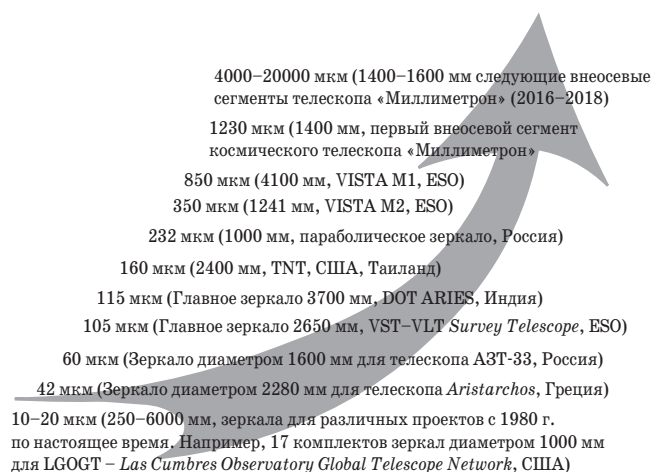 4000–20000 мкм (1400–1600 мм следующие внеосевые
сегменты телескопа «Миллиметрон» (2016–2018)
1230 мкм (1400 мм, первый внеосевой сегмент
космического телескопа «Миллиметрон»
850 мкм (4100 мм, VISTA M1, ESO)
350 мкм (1241 мм, VISTA M2, ESO)
232 мкм (1000 мм, параболическое зеркало, Россия)
160 мкм (2400 мм, TNT, США, Таиланд)
115 мкм (Главное зеркало 3700 мм, DOT ARIES, Индия)
105 мкм (Главное зеркало 2650 мм, VST–VLT Survey Telescope, ESO)
60 мкм (Зеркало диаметром 1600 мм для телескопа АЗТ-33, Россия)
42 мкм (Зеркало диаметром 2280 мм для телескопа Aristarchos, Греция)
10–20 мкм (250–6000 мм, зеркала для различных проектов с 1980 г.
по настоящее время. Например, 17 комплектов зеркал диаметром 1000 мм
для LGOGT – Las Cumbres Observatory Global Telescope Network, США)